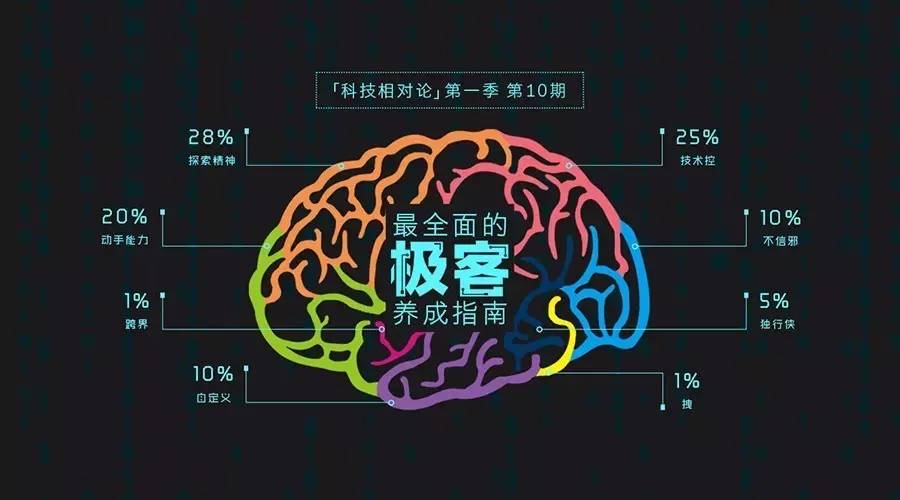 「科技相对论」第一季 第10期
28%
探索精神
25%
技术控
20%
动手能力
10%
不信邪
最全面的
极客
养成指南
1%
跨界
5%
独行侠
10%
自定义
1%
拽